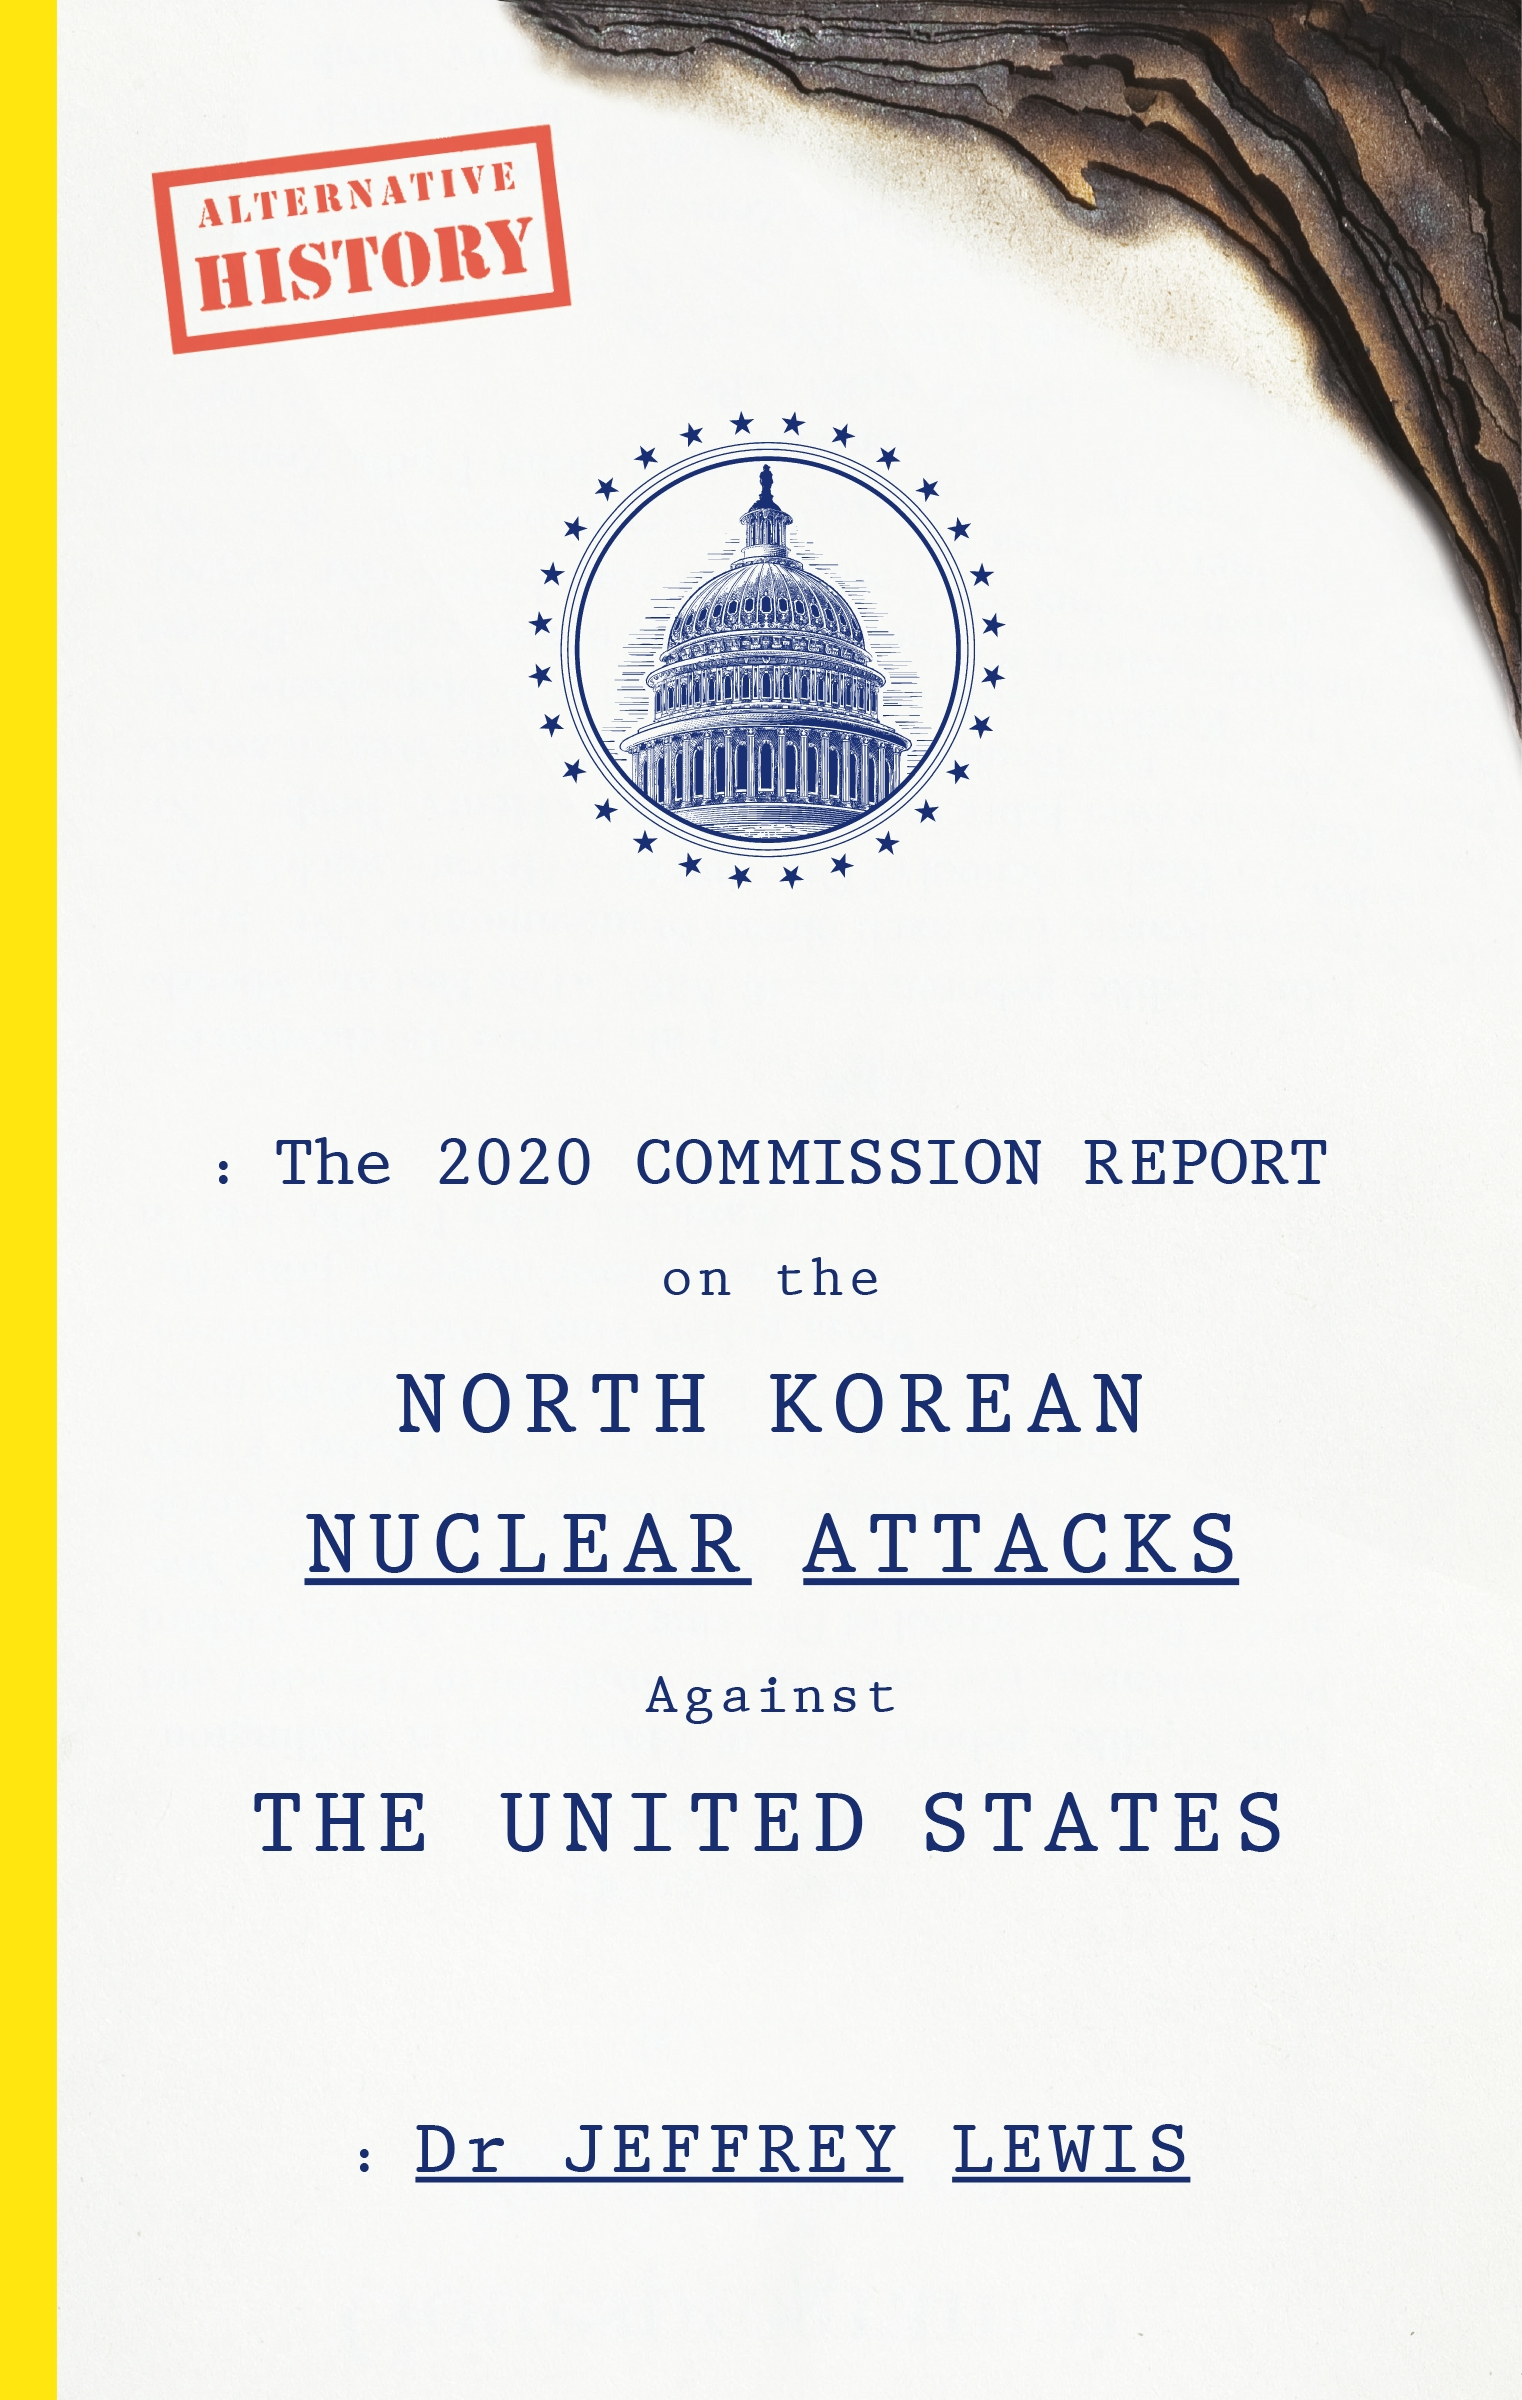 ALTERNATIVE
HISTORY
: The 2020 COMMISSION REPORT
on the
NORTH KOREAN
NUCLEAR ATTACKS
Against
THE UNITED STATES
: Dr JEFFREY LEWIS